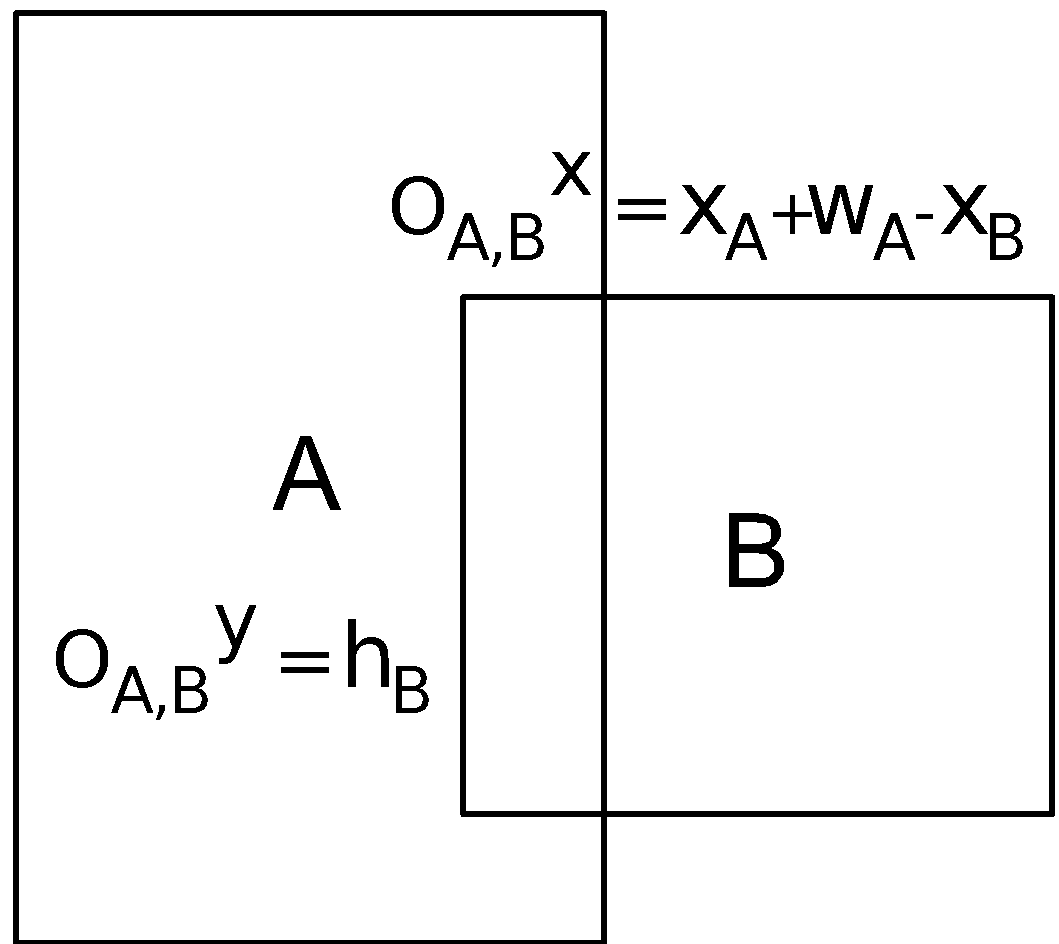 O_{A,B}^x = x_A + w_A - x_B
A
B
O_{A,B}^y = h_B